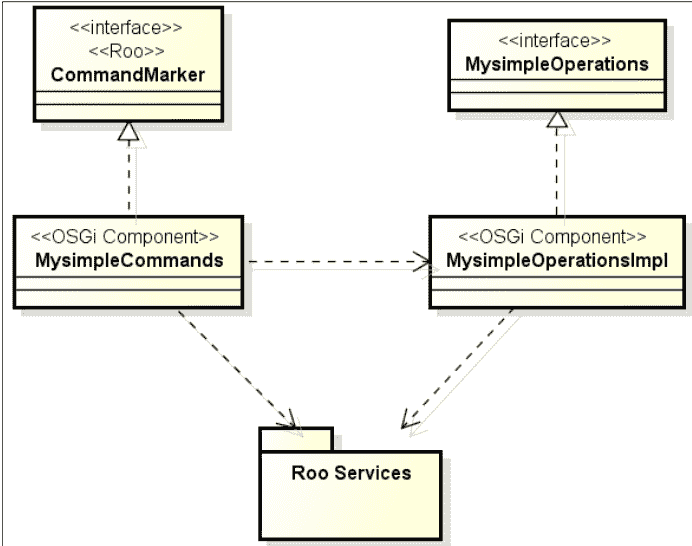 <<interface>>
<<Roo>>
CommandMarker
<<interface>>
MysimpleOperations
<<OSGi Component>>
MysimpleCommands
<<OSGi Component>>
MysimpleOperationsImpl
Roo Services